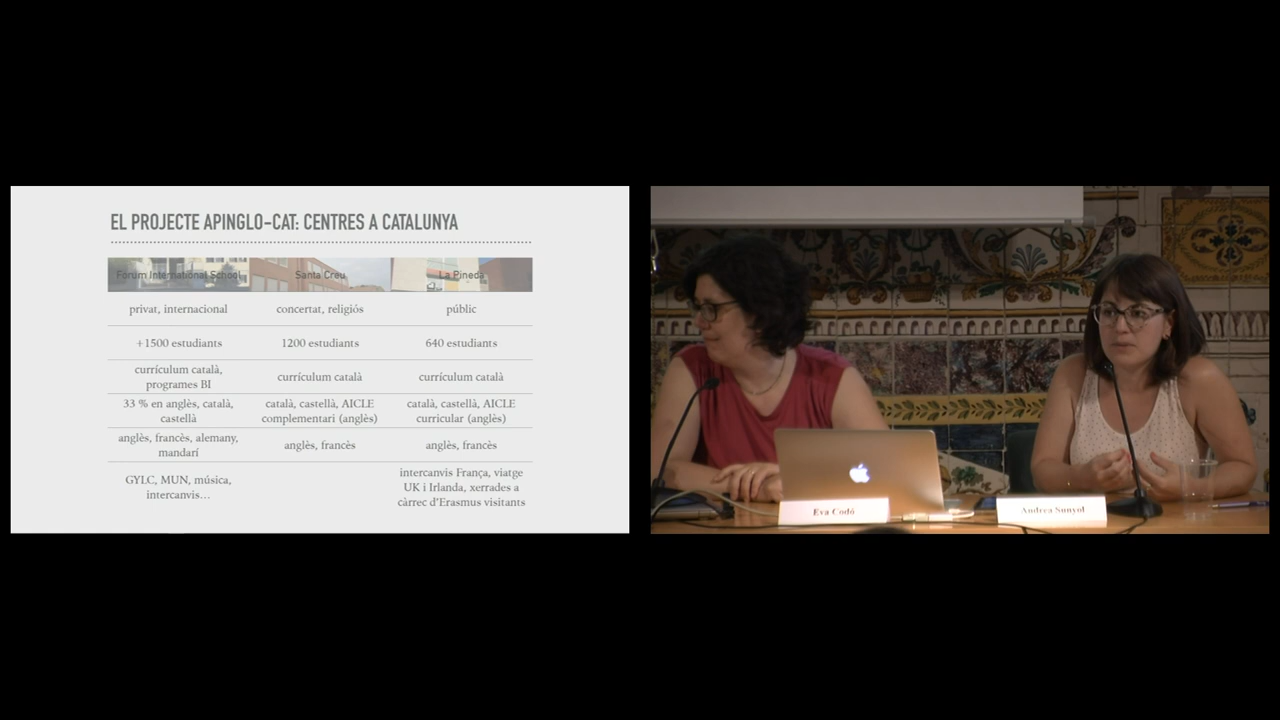 EL PROJECTE APINGLO-CAT: CENTRES A CATALUNYA
Forum International School
Santa Creu
La Pineda
privat, internacional
concertat, religiós
públic
+1500 estudiants
1200 estudiants
640 estudiants
currículum català,
programes BI
currículum català
currículum català
33 % en anglès, català,
castellà
català, castellà, AICLE
complementari (anglès)
català, castellà, AICLE
curricular (anglès)
anglès, francès, alemany,
mandarí
anglès, francès
anglès, francès
GYLC, MUN, música,
intercanvis...
intercanvis França, viatge
UK i Irlanda, xerrades a
càrrec d'Erasmus visitants
Eva Codó
Andrea Sunyol